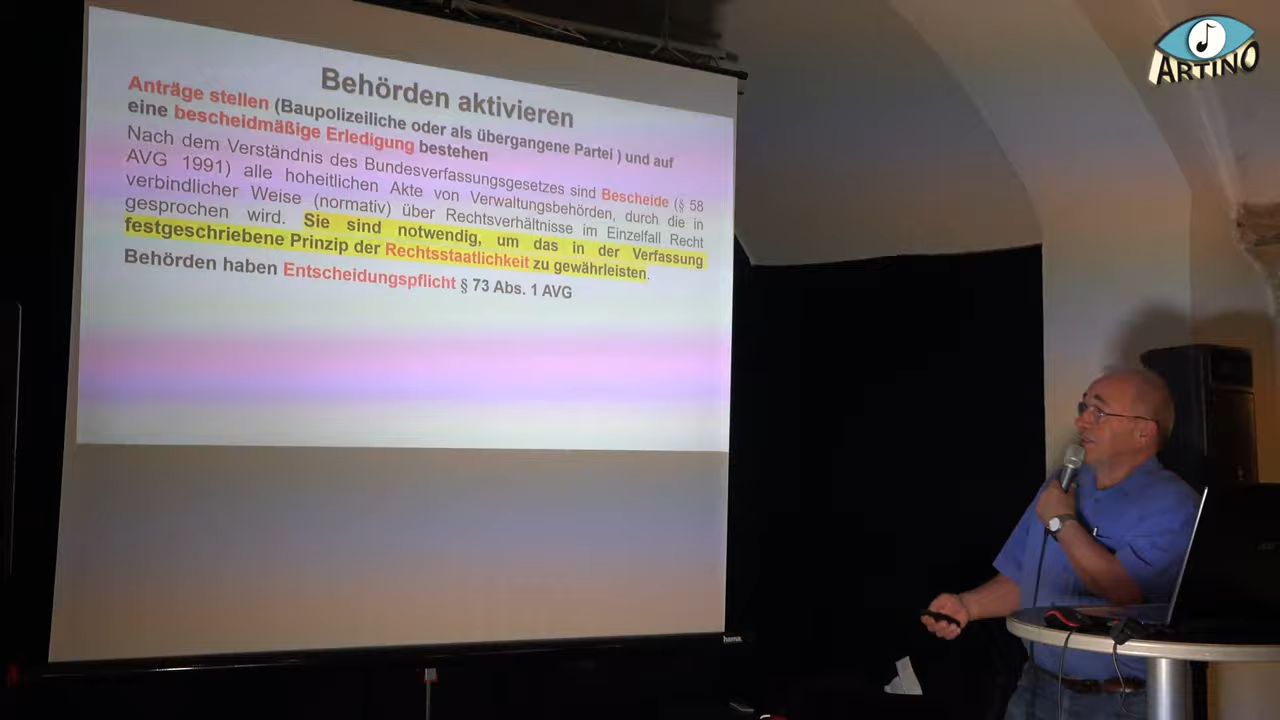 ARTINO
Behörden aktivieren
Anträge stellen (Baupolizeiliche oder als übergangene Partei ) und auf
eine bescheidmäßige Erledigung bestehen
Nach dem Verständnis des Bundesverfassungsgesetzes sind Bescheide (§ 58
AVG 1991) alle hoheitlichen Akte von Verwaltungsbehörden, durch die in
verbindlicher Weise (normativ) über Rechtsverhältnisse im Einzelfall Recht
gesprochen wird. Sie sind notwendig, um das in der Verfassung
festgeschriebene Prinzip der Rechtsstaatlichkeit zu gewährleisten.
Behörden haben Entscheidungspflicht § 73 Abs. 1 AVG
hama